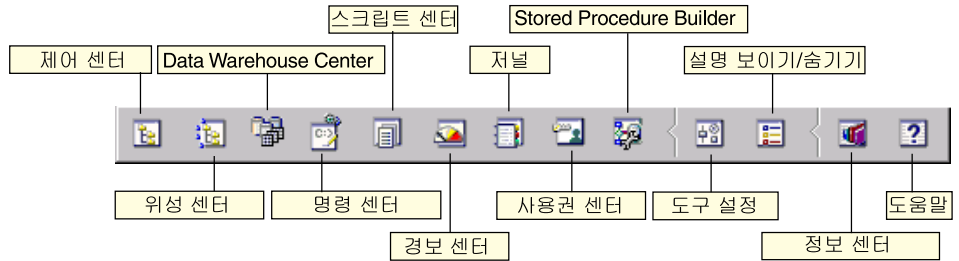 스크립트 센터
Stored Procedure Builder
제어 센터
Data Warehouse Center
저널
설명 보이기/숨기기
위성 센터
명령 센터
사용권 센터
도구 설정
도움말
경보 센터
정보 센터